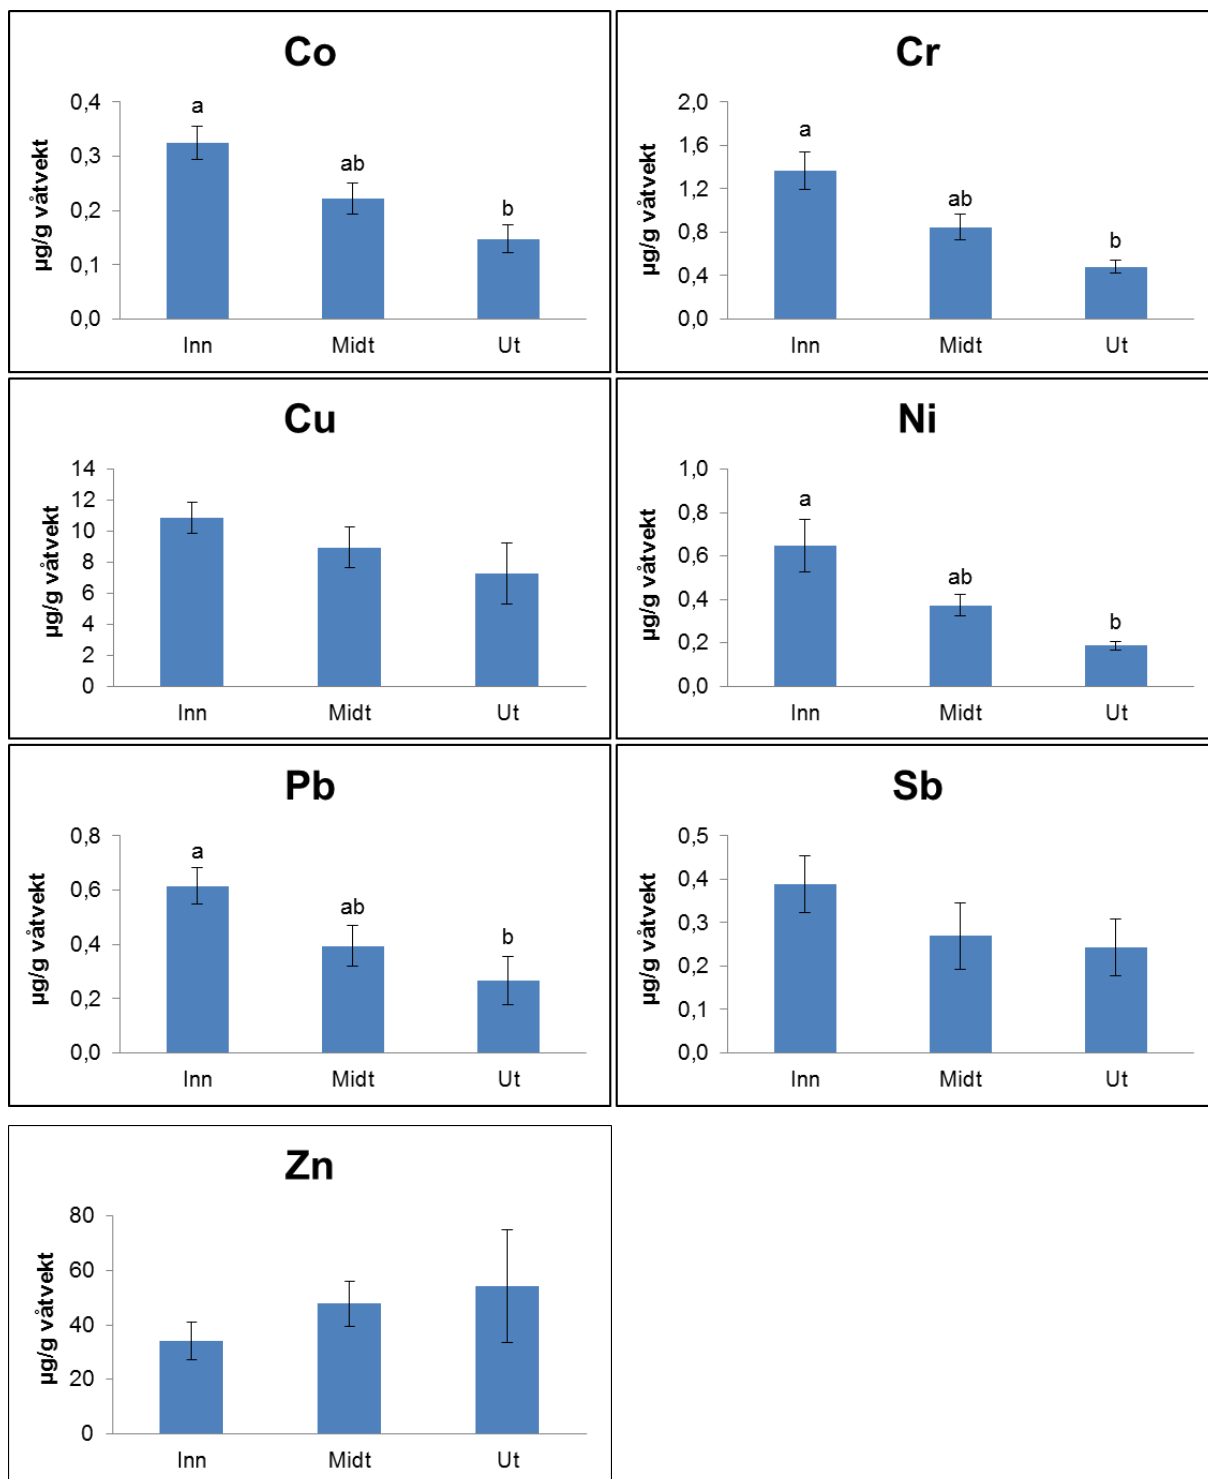 Co
µg/g våtvekt
0,4
0,3
0,2
0,1
0,0
a
ab
b
Inn Midt Ut
Cr
µg/g våtvekt
2,0
1,6
1,2
0,8
0,4
0,0
a
ab
b
Inn Midt Ut
Cu
µg/g våtvekt
14
12
10
8
6
4
2
0
Inn Midt Ut
Ni
µg/g våtvekt
1,0
0,8
0,6
0,4
0,2
0,0
a
ab
b
Inn Midt Ut
Pb
µg/g våtvekt
0,8
0,6
0,4
0,2
0,0
a
ab
b
Inn Midt Ut
Sb
µg/g våtvekt
0,5
0,4
0,3
0,2
0,1
0,0
Inn Midt Ut
Zn
µg/g våtvekt
80
60
40
20
0
Inn Midt Ut